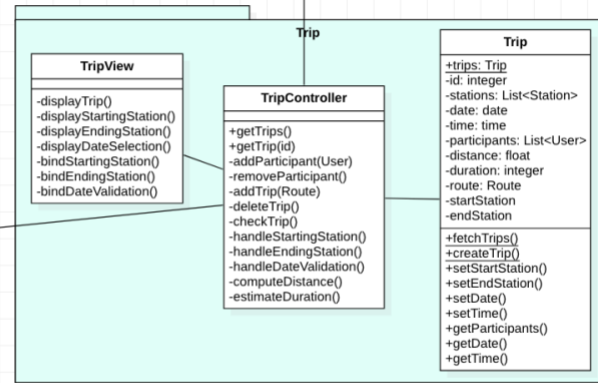 Trip
TripView
-displayTrip()
-displayStartingStation()
-displayEndingStation()
-displayDateSelection()
-bindStartingStation()
-bindEndingStation()
-bindDateValidation()
TripController
+getTrips()
+getTrip(id)
-addParticipant(User)
-removeParticipant()
-addTrip(Route)
-deleteTrip()
-checkTrip()
-handleStartingStation()
-handleEndingStation()
-handleDateValidation()
-computeDistance()
-estimateDuration()
Trip
+trips: Trip
-id: integer
-stations: List<Station>
-date: date
-time: time
-participants: List<User>
-distance: float
-duration: integer
-route: Route
-startStation
-endStation
+fetchTrips()
+createTrip()
+setStartStation()
+setEndStation()
+setDate()
+setTime()
+getParticipants()
+getDate()
+getTime()